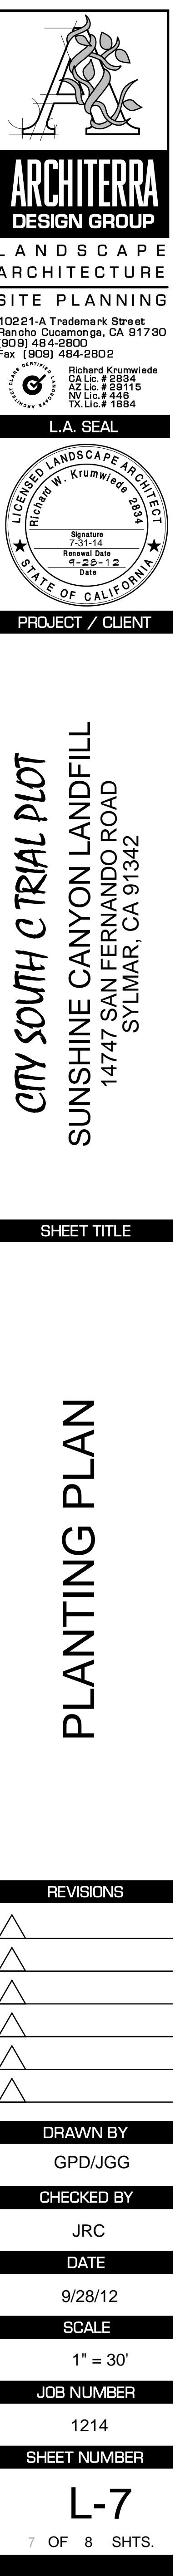 ARCHITERRA
DESIGN GROUP
LANDSCAPE
ARCHITECTURE
SITE PLANNING
10221-A Trademark Street
Rancho Cucamonga, CA 91730
(909) 484-2800
Fax (909) 484-2802
CERTIFIED
LANDSCAPE ARCHITECT
CLARB
Richard Krumwiede
CA Lic. # 2834
AZ Lic. # 29115
NV Lic. # 446
TX. Lic. # 1884
L.A. SEAL
LICENSED LANDSCAPE ARCHITECT
Richard W. Krumwiede 2834
Signature
7-31-14
Renewal Date
9-28-12
Date
STATE OF CALIFORNIA
PROJECT / CLIENT
CITY SOUTH C TRIAL PLOT
SUNSHINE CANYON LANDFILL
14747 SAN FERNANDO ROAD
SYLMAR, CA 91342
SHEET TITLE
PLANTING PLAN
REVISIONS
DRAWN BY
GPD/JGG
CHECKED BY
JRC
DATE
9/28/12
SCALE
1" = 30'
JOB NUMBER
1214
SHEET NUMBER
L-7
7 OF 8 SHTS.